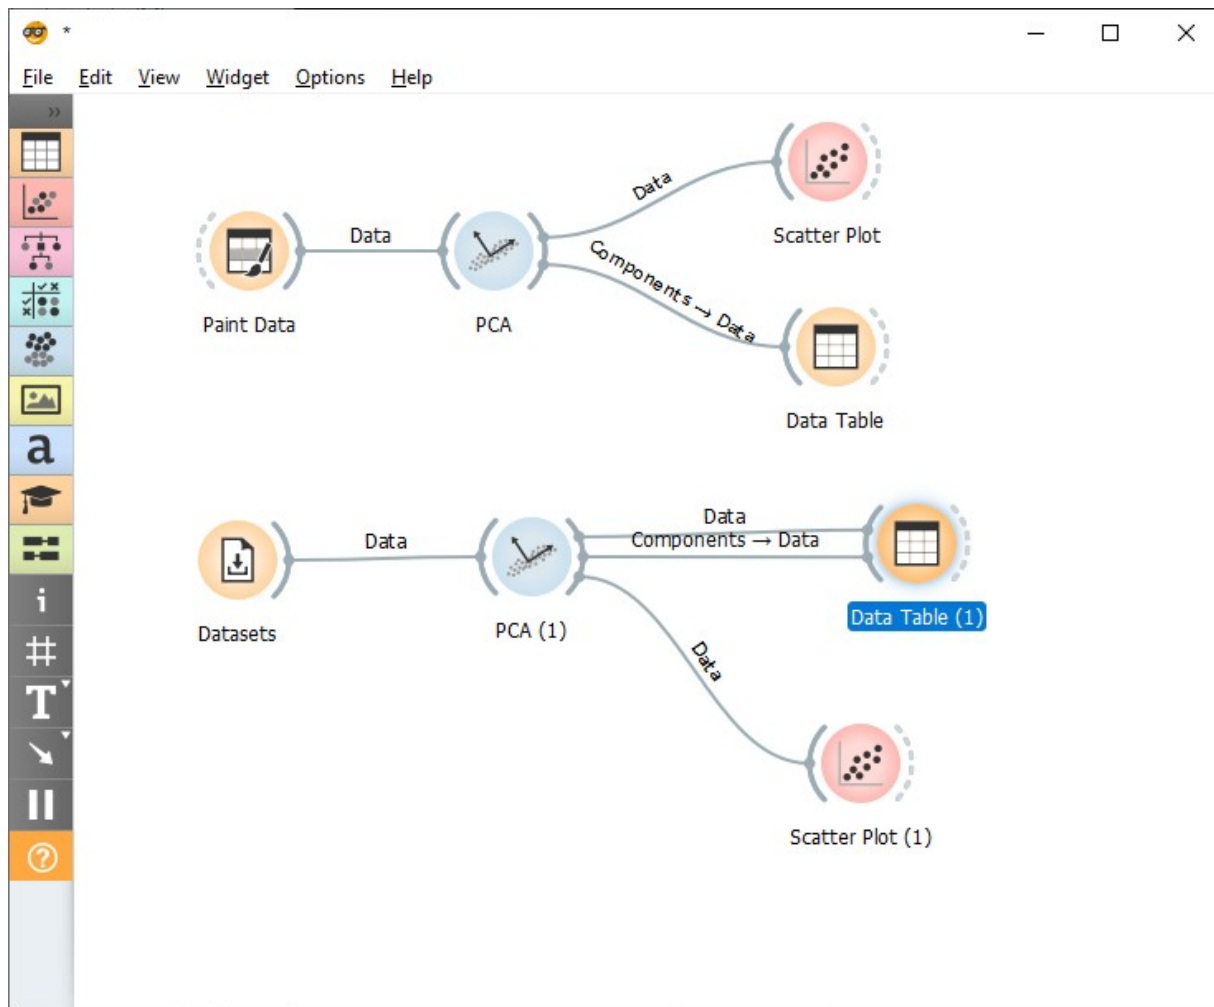 *
File Edit View Widget Options Help
Data
Scatter Plot
Data
Paint Data
PCA
Components → Data
Data Table
Data
Data
Components → Data
Datasets
PCA (1)
Data Table (1)
Data
Scatter Plot (1)
a
i
T
?